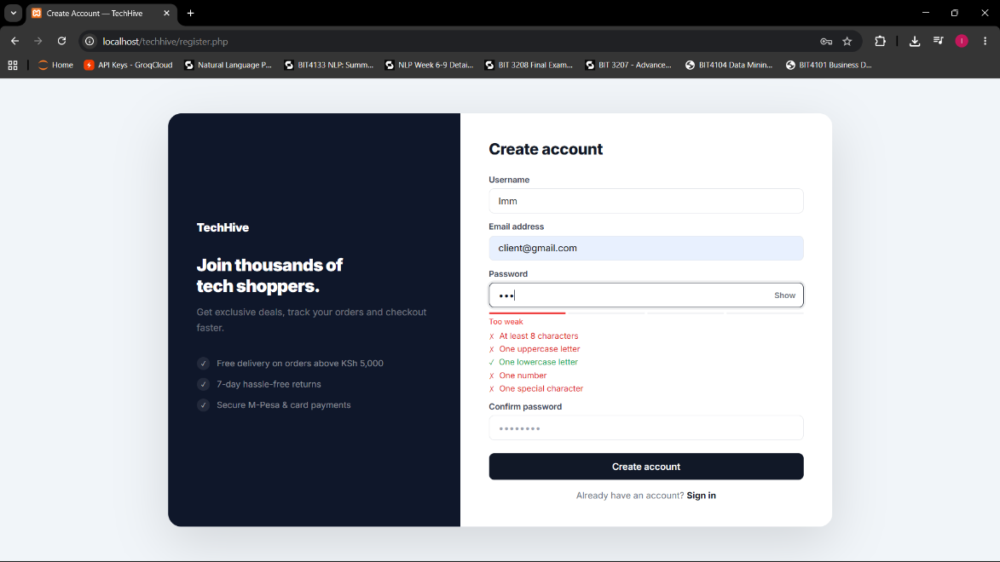 Create Account — TechHive
localhost/techhive/register.php
I
Home
API Keys - GroqCloud
Natural Language P...
BIT4133 NLP: Summ...
NLP Week 6-9 Detai...
BIT 3208 Final Exam...
BIT 3207 - Advance...
BIT4104 Data Minin...
BIT4101 Business D...
TechHive
Join thousands of
tech shoppers.
Get exclusive deals, track your orders and checkout
faster.
✓ Free delivery on orders above KSh 5,000
✓ 7-day hassle-free returns
✓ Secure M-Pesa & card payments
Create account
Username
Imm
Email address
client@gmail.com
Password
••• Show
Too weak
✗ At least 8 characters
✗ One uppercase letter
✓ One lowercase letter
✗ One number
✗ One special character
Confirm password
••••••••
Create account
Already have an account? Sign in